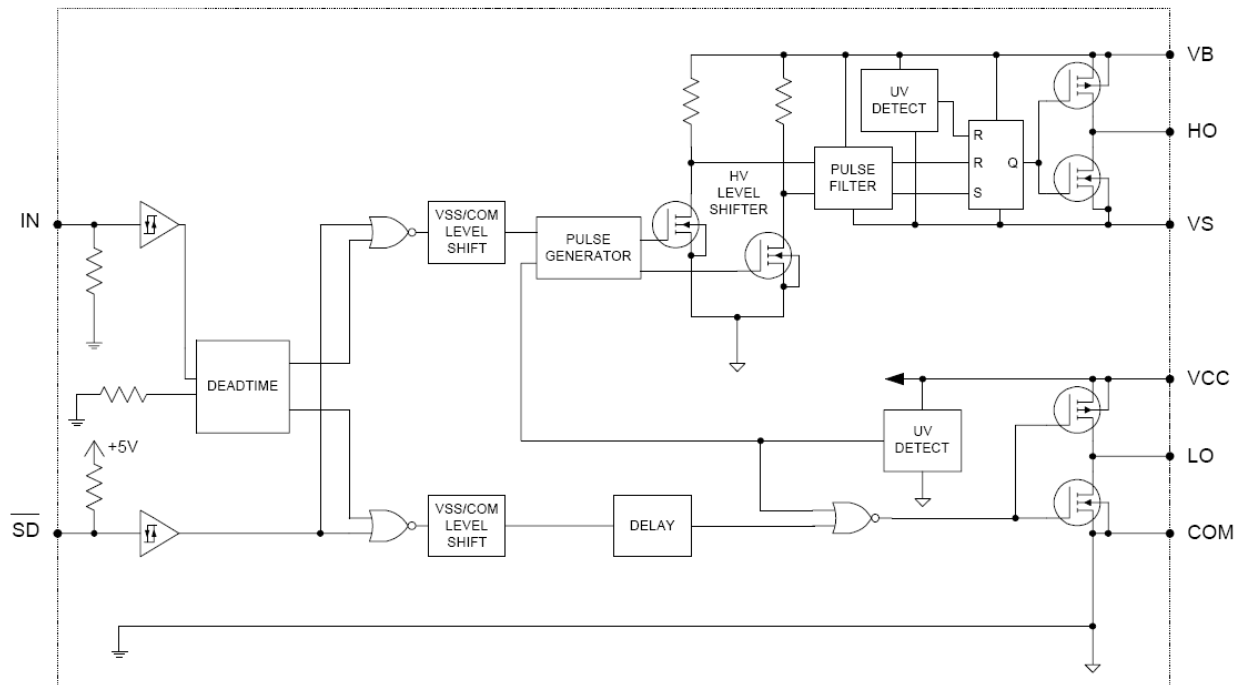 VB
UV
DETECT
R
HO
R
Q
PULSE
FILTER
S
HV
LEVEL
SHIFTER
IN
VSS/COM
LEVEL
SHIFT
PULSE
GENERATOR
VS
DEADTIME
VCC
+5V
UV
DETECT
LO
SD
VSS/COM
LEVEL
SHIFT
DELAY
COM